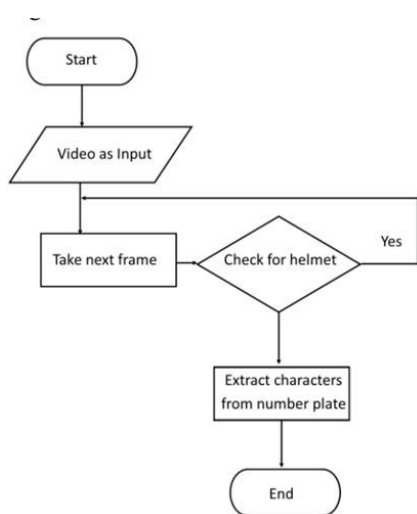 Start
Video as Input
Yes
Take next frame
Check for helmet
Extract characters
from number plate
End